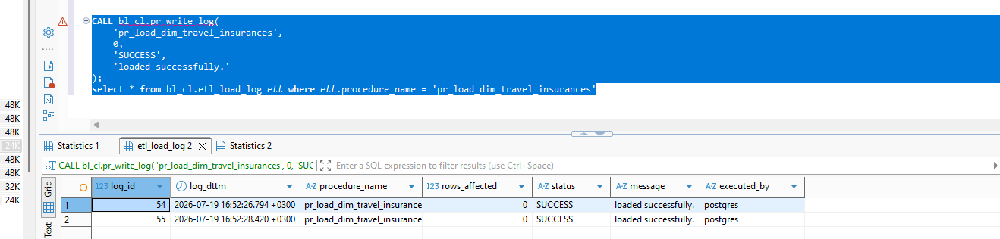 CALL bl_cl.pr_write_log(
'pr_load_dim_travel_insurances',
0,
'SUCCESS',
'loaded successfully.'
);
select * from bl_cl.etl_load_log ell where ell.procedure_name = 'pr_load_dim_travel_insurances'
48K
48K
48K
24K
48K
48K
32K
24K
Statistics 1
etl_load_log 2
Statistics 2
CALL bl_cl.pr_write_log( 'pr_load_dim_travel_insurances', 0, 'SUC
Enter a SQL expression to filter results (use Ctrl+Space)
Grid
Text
123 log_id log_dttm A-Z procedure_name 123 rows_affected A-Z status A-Z message A-Z executed_by
1 54 2026-07-19 16:52:26.794 +0300 pr_load_dim_travel_insurance 0 SUCCESS loaded successfully. postgres
2 55 2026-07-19 16:52:28.420 +0300 pr_load_dim_travel_insurance 0 SUCCESS loaded successfully. postgres